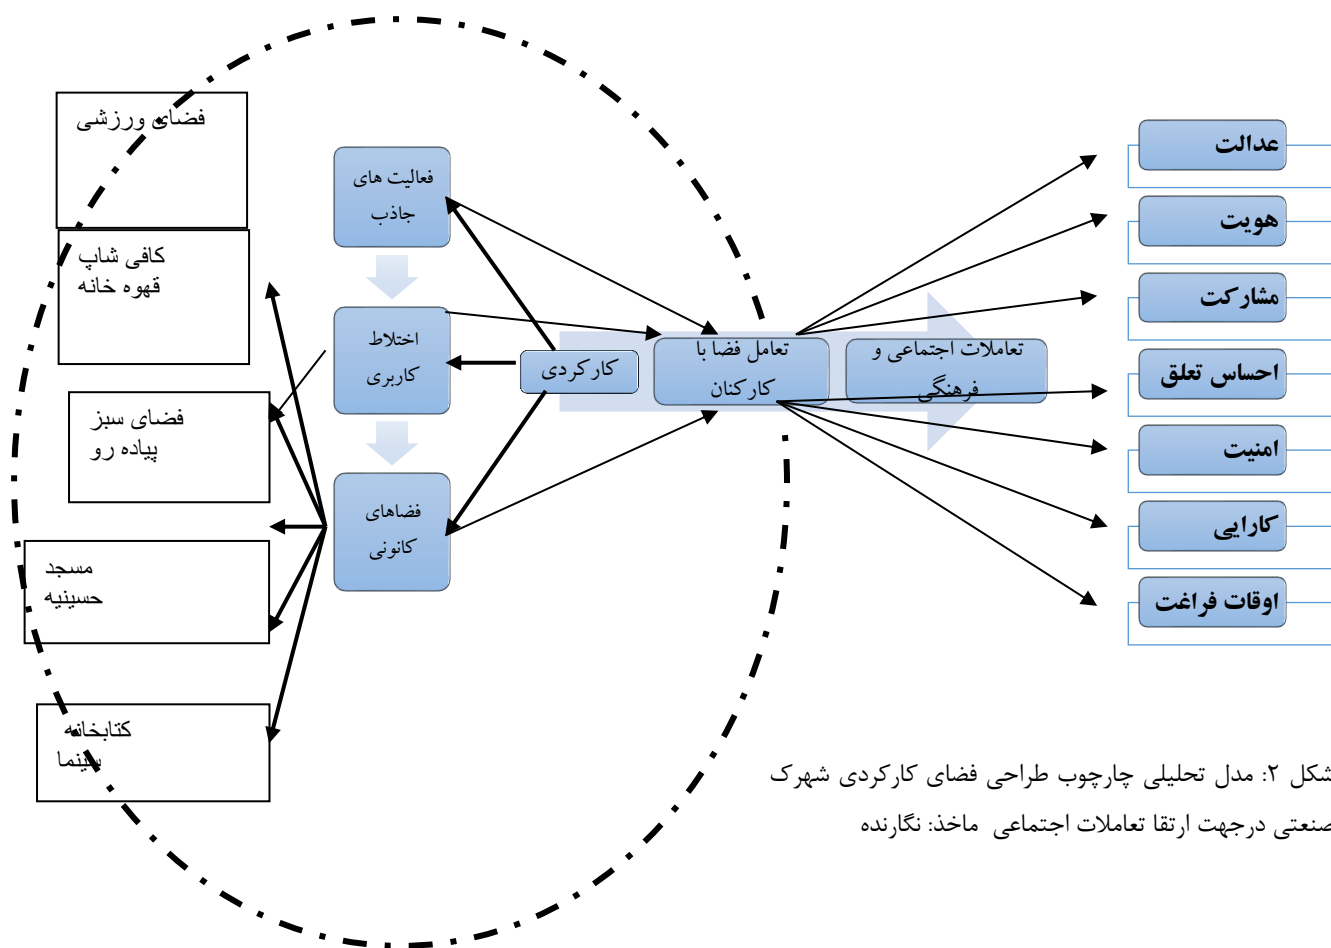 فضای ورزشی
کافی شاپ
قهوه خانه
فضای سبز
پیاده رو
مسجد
حسینیه
کتابخانه
سینما
فعالیت های
جاذب
اختلاط
کاربری
فضاهای
کانونی
کارکردی
تعامل فضا با
کارکنان
تعاملات اجتماعی و
فرهنگی
عدالت
هویت
مشارکت
احساس تعلق
امنیت
کارایی
اوقات فراغت
شکل ۲: مدل تحلیلی چارچوب طراحی فضای کارکردی شهرک
صنعتی درجهت ارتقا تعاملات اجتماعی ماخذ: نگارنده